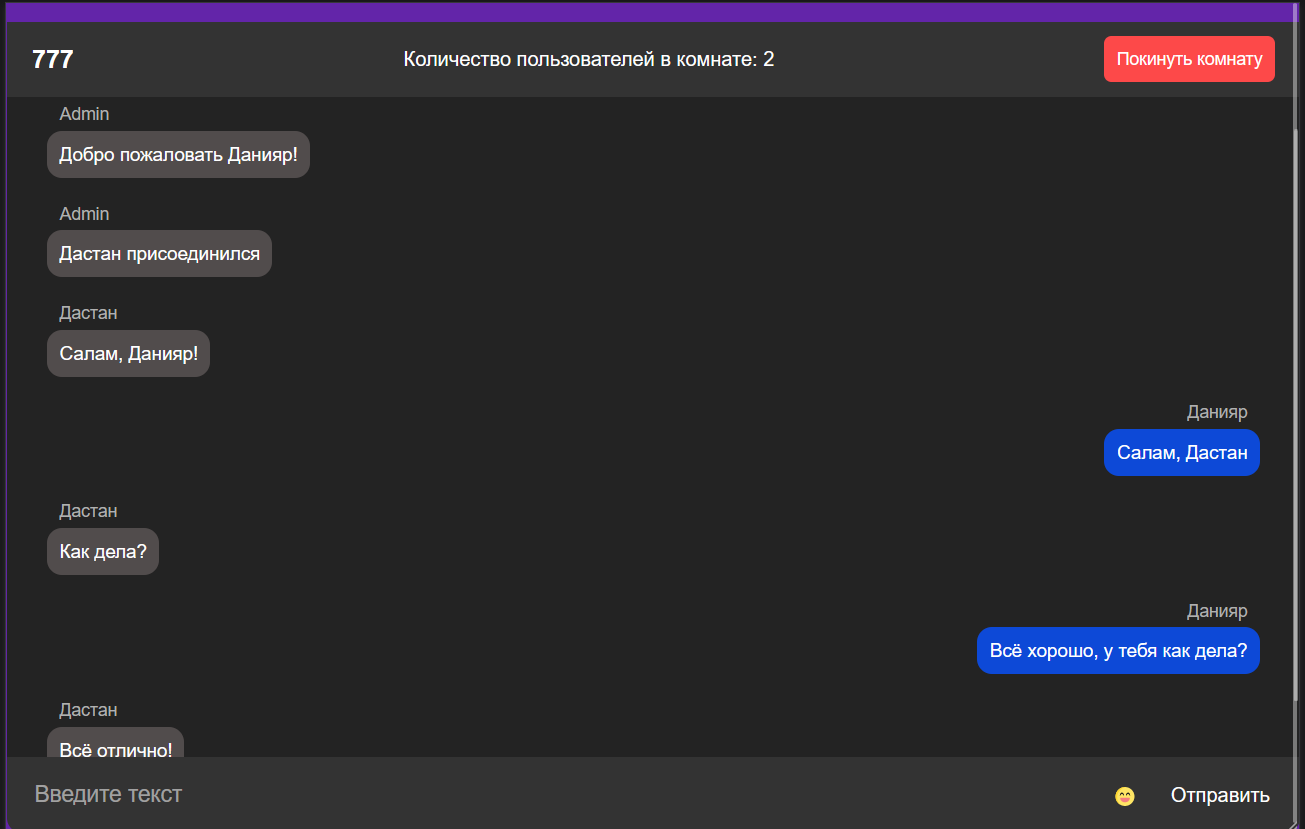 777
Количество пользователей в комнате: 2
Покинуть комнату
Admin
Добро пожаловать Данияр!
Admin
Дастан присоединился
Дастан
Салам, Данияр!
Данияр
Салам, Дастан
Дастан
Как дела?
Данияр
Всё хорошо, у тебя как дела?
Дастан
Всё отлично!
Введите текст
Отправить